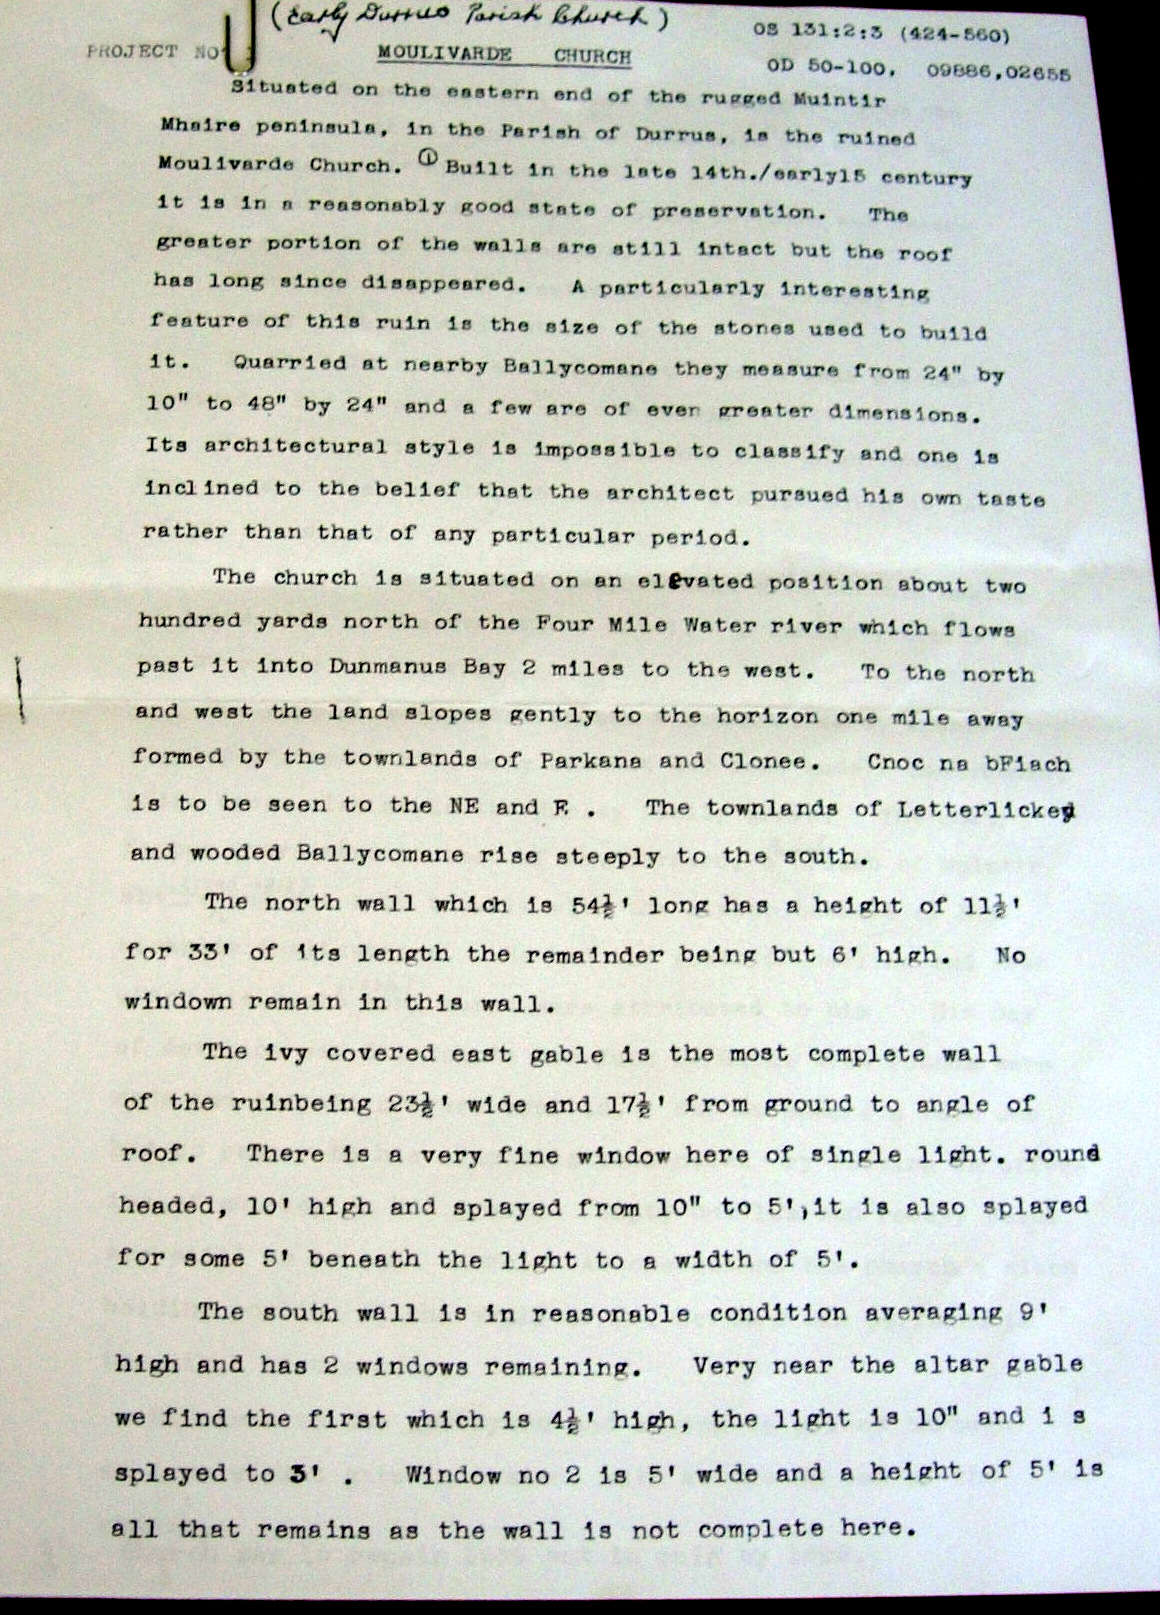 (Early Durrus Parish Church)
OS 131:2:3 (424-560)
PROJECT NO
MOULIVARDE CHURCH
OD 50-100. 09886,02655
Situated on the eastern end of the rugged Muintir
Mhaire peninsula, in the Parish of Durrus, is the ruined
Moulivarde Church. ① Built in the late 14th./early15 century
it is in a reasonably good state of preservation. The
greater portion of the walls are still intact but the roof
has long since disappeared. A particularly interesting
feature of this ruin is the size of the stones used to build
it. Quarried at nearby Ballycomane they measure from 24" by
10" to 48" by 24" and a few are of even greater dimensions.
Its architectural style is impossible to classify and one is
inclined to the belief that the architect pursued his own taste
rather than that of any particular period.
The church is situated on an elevated position about two
hundred yards north of the Four Mile Water river which flows
past it into Dunmanus Bay 2 miles to the west. To the north
and west the land slopes gently to the horizon one mile away
formed by the townlands of Parkana and Clonee. Cnoc na bFiach
is to be seen to the NE and E . The townlands of Letterlickey
and wooded Ballycomane rise steeply to the south.
The north wall which is 54½' long has a height of 11½'
for 33' of its length the remainder being but 6' high. No
windown remain in this wall.
The ivy covered east gable is the most complete wall
of the ruinbeing 23½' wide and 17½' from ground to angle of
roof. There is a very fine window here of single light. round
headed, 10' high and splayed from 10" to 5',it is also splayed
for some 5' beneath the light to a width of 5'.
The south wall is in reasonable condition averaging 9'
high and has 2 windows remaining. Very near the altar gable
we find the first which is 4½' high, the light is 10" and i s
splayed to 3' . Window no 2 is 5' wide and a height of 5' is
all that remains as the wall is not complete here.